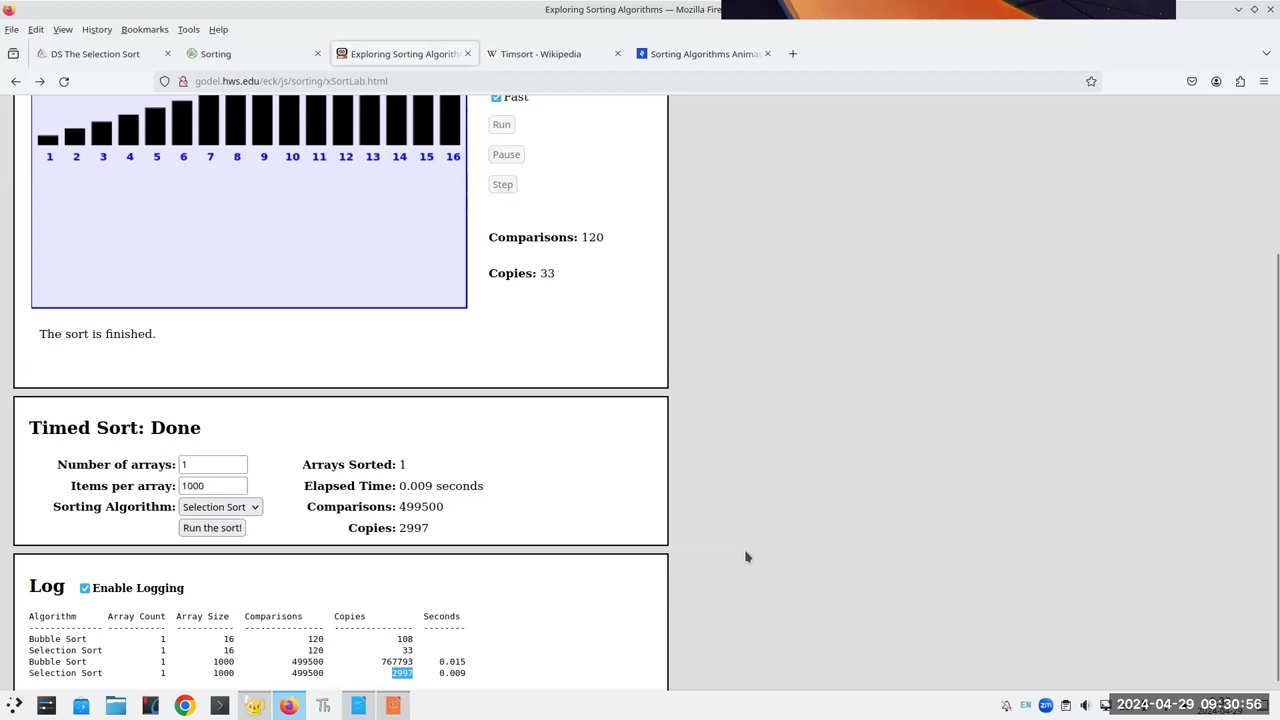 Exploring Sorting Algorithms — Mozilla Fire
File Edit View History Bookmarks Tools Help
DS The Selection Sort Sorting Exploring Sorting Algorith Timsort - Wikipedia Sorting Algorithms Animat
godel.hws.edu/eck/js/sorting/xSortLab.html
Fast
Run
1 2 3 4 5 6 7 8 9 10 11 12 13 14 15 16
Pause
Step
Comparisons: 120
Copies: 33
The sort is finished.
Timed Sort: Done
Number of arrays: 1 Arrays Sorted: 1
Items per array: 1000 Elapsed Time: 0.009 seconds
Sorting Algorithm: Selection Sort Comparisons: 499500
Run the sort! Copies: 2997
Log Enable Logging
Algorithm Array Count Array Size Comparisons Copies Seconds
-------------- ----------- ----------- --------------- --------------- --------
Bubble Sort 1 16 120 108
Selection Sort 1 16 120 33
Bubble Sort 1 1000 499500 767793 0.015
Selection Sort 1 1000 499500 2997 0.009
Th EN zm 2024-04-29 09:30:56